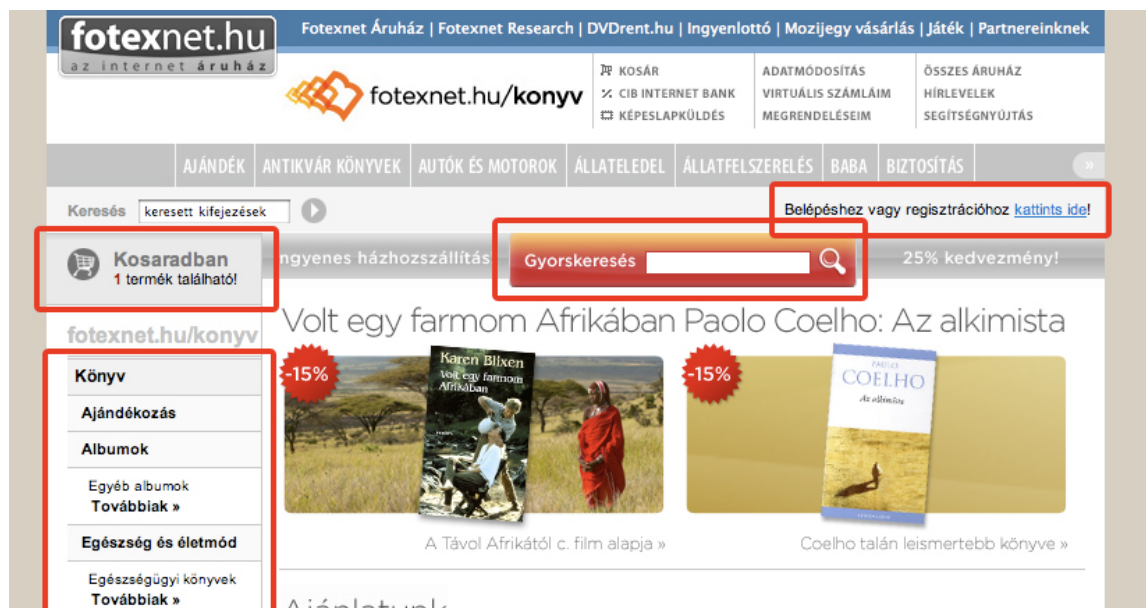 fotexnet.hu
az internet áruház
Fotexnet Áruház | Fotexnet Research | DVDrent.hu | Ingyenlottó | Mozijegy vásárlás | Játék | Partnereinknek
fotexnet.hu/konyv
KOSÁR
CIB INTERNET BANK
KÉPESLAPKÜLDÉS
ADATMÓDOSÍTÁS
VIRTUÁLIS SZÁMLÁIM
MEGRENDELÉSEIM
ÖSSZES ÁRUHÁZ
HÍRLEVELEK
SEGÍTSÉGNYÚJTÁS
AJÁNDÉK ANTIKVÁR KÖNYVEK AUTÓK ÉS MOTOROK ÁLLATELEDEL ÁLLATFELSZERELÉS BABA BIZTOSÍTÁS »
Keresés keresett kifejezések
Belépéshez vagy regisztrációhoz kattints ide!
Kosaradban
1 termék található!
ngyenes házhozszállítás
Gyorskeresés
25% kedvezmény!
fotexnet.hu/konyv
Könyv
Ajándékozás
Albumok
Egyéb albumok
Továbbiak »
Egészség és életmód
Egészségügyi könyvek
Továbbiak »
Volt egy farmom Afrikában
-15%
Karen Blixen
Volt egy farmom
Afrikában
A Távol Afrikától c. film alapja »
Paolo Coelho: Az alkimista
-15%
PAULO
COELHO
Az alkimista
Coelho talán leismertebb könyve »
Ajánlatunk